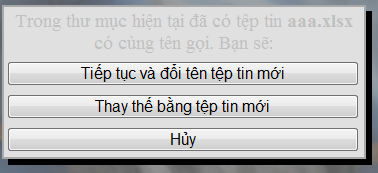 Trong thư mục hiện tại đã có tệp tin aaa.xlsx
có cùng tên gọi. Bạn sẽ:
Tiếp tục và đổi tên tệp tin mới
Thay thế bằng tệp tin mới
Hủy